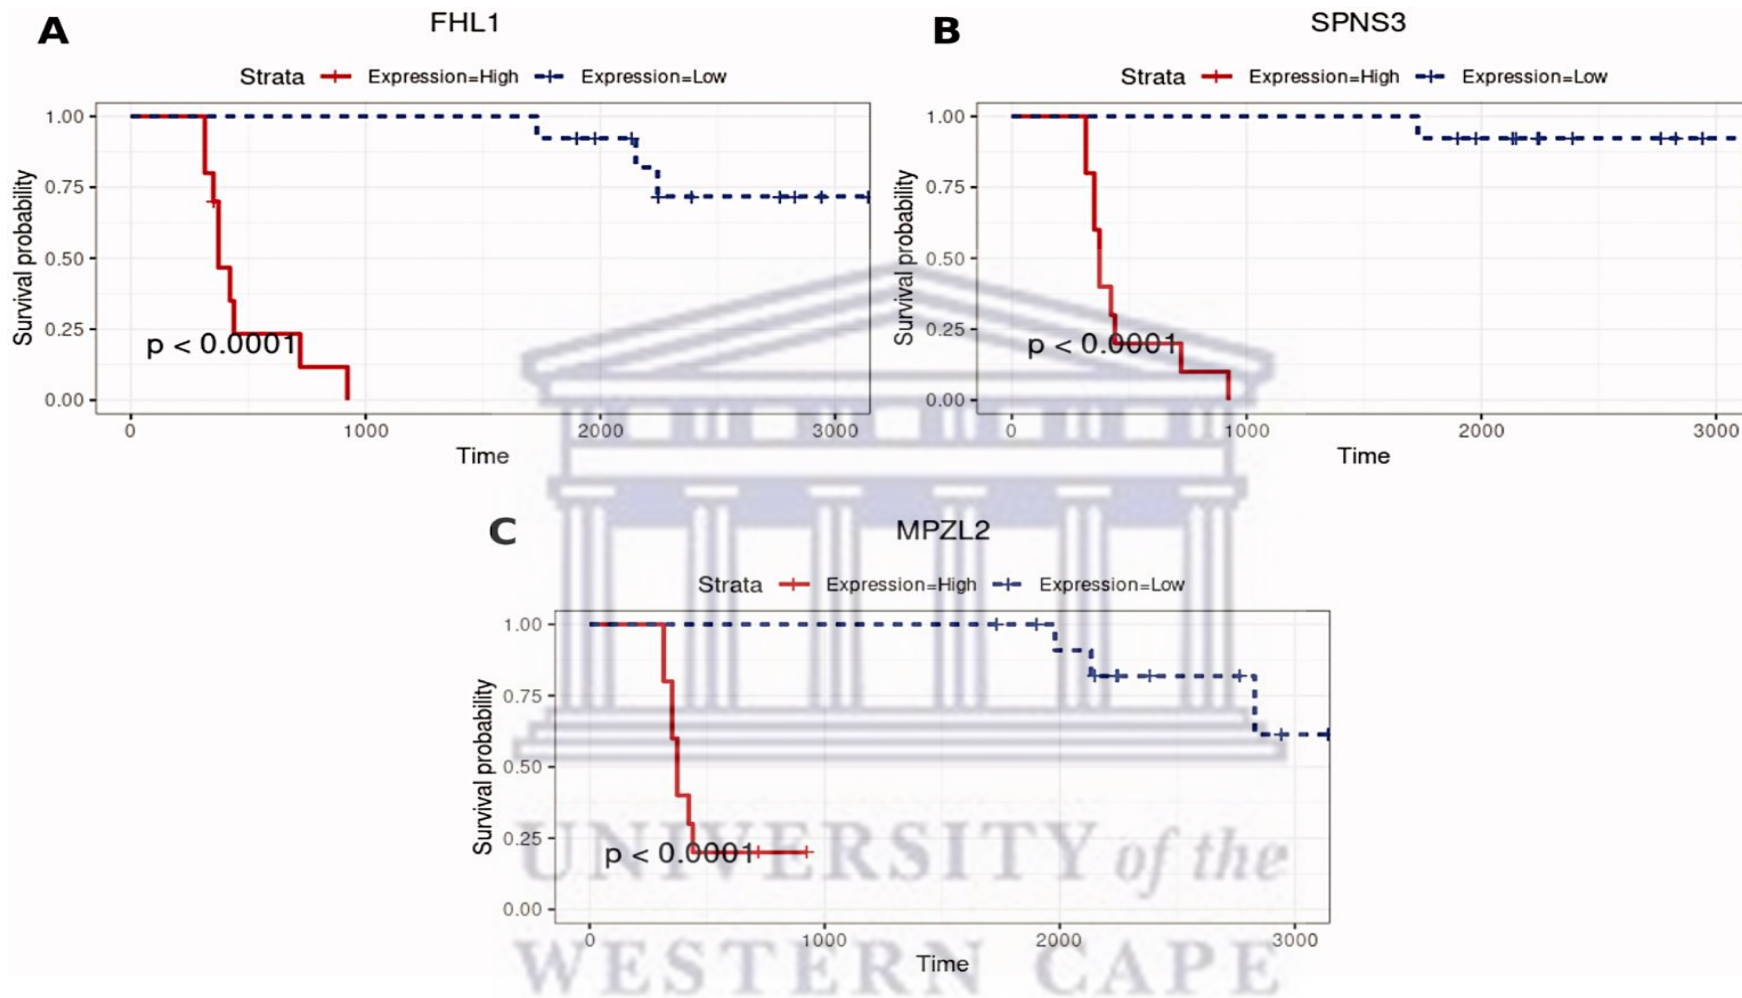 A
FHL1
Strata Expression=High Expression=Low
Survival probability
1.00
0.75
0.50
0.25
0.00
p < 0.0001
0 1000 2000 3000
Time
B
SPNS3
Strata Expression=High Expression=Low
Survival probability
1.00
0.75
0.50
0.25
0.00
p < 0.0001
0 1000 2000 3000
Time
C
MPZL2
Strata Expression=High Expression=Low
Survival probability
1.00
0.75
0.50
0.25
0.00
p < 0.0001
0 1000 2000 3000
Time
UNIVERSITY of the
WESTERN CAPE